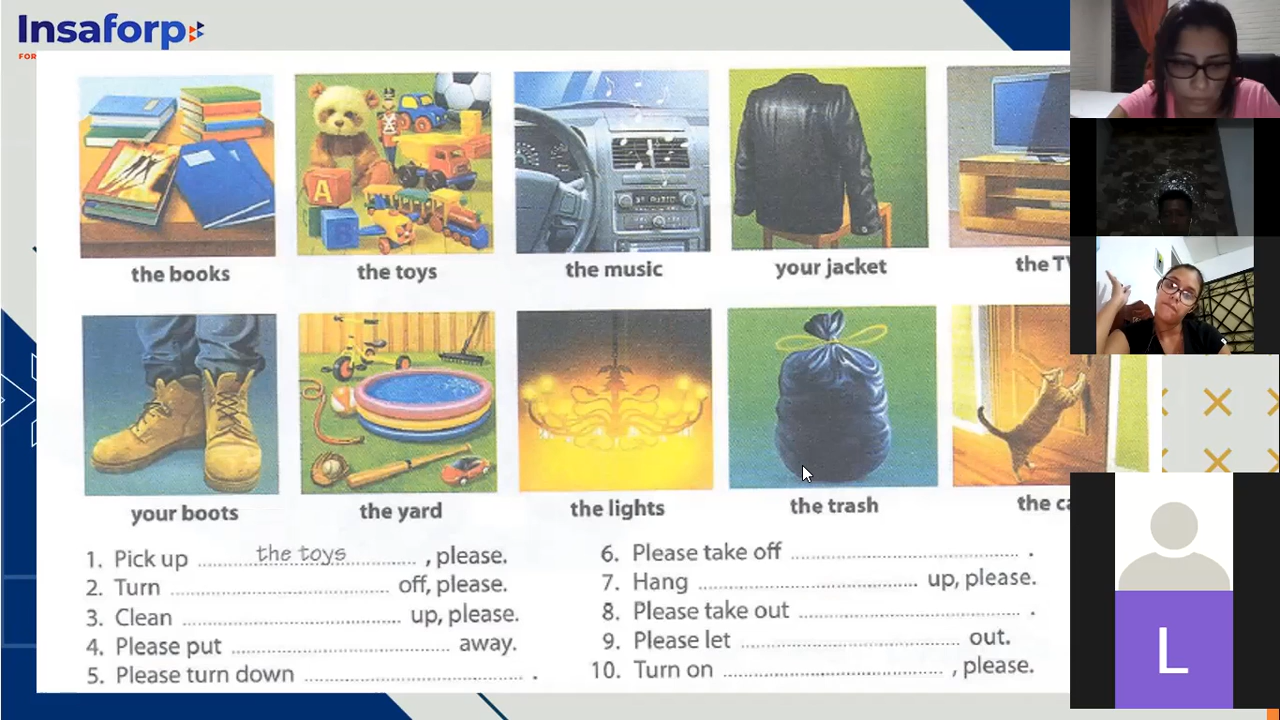 Insaforp
FOR
the books
the toys
the music
your jacket
the TV
your boots
the yard
the lights
the trash
the ca
1. Pick up the toys , please.
2. Turn ........ off, please.
3. Clean ........ up, please.
4. Please put ........ away.
5. Please turn down ........ .
6. Please take off ........ .
7. Hang ........ up, please.
8. Please take out ........ .
9. Please let ........ out.
10. Turn on ........ , please.
A
L